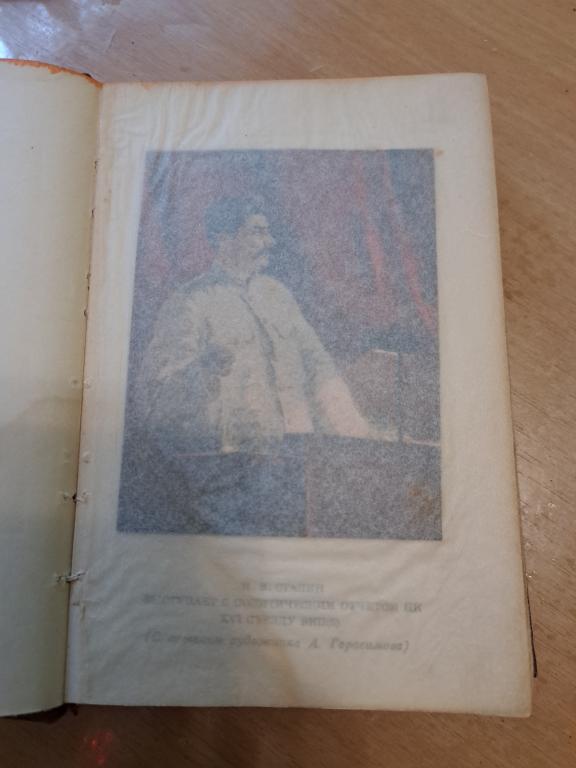 И. В. СТАЛИН
ВЫСТУПАЕТ С ПОЛИТИЧЕСКИМ ОТЧЕТОМ ЦК
XVI СЪЕЗДУ ВКП(б)
(С картины художника А. Герасимова)